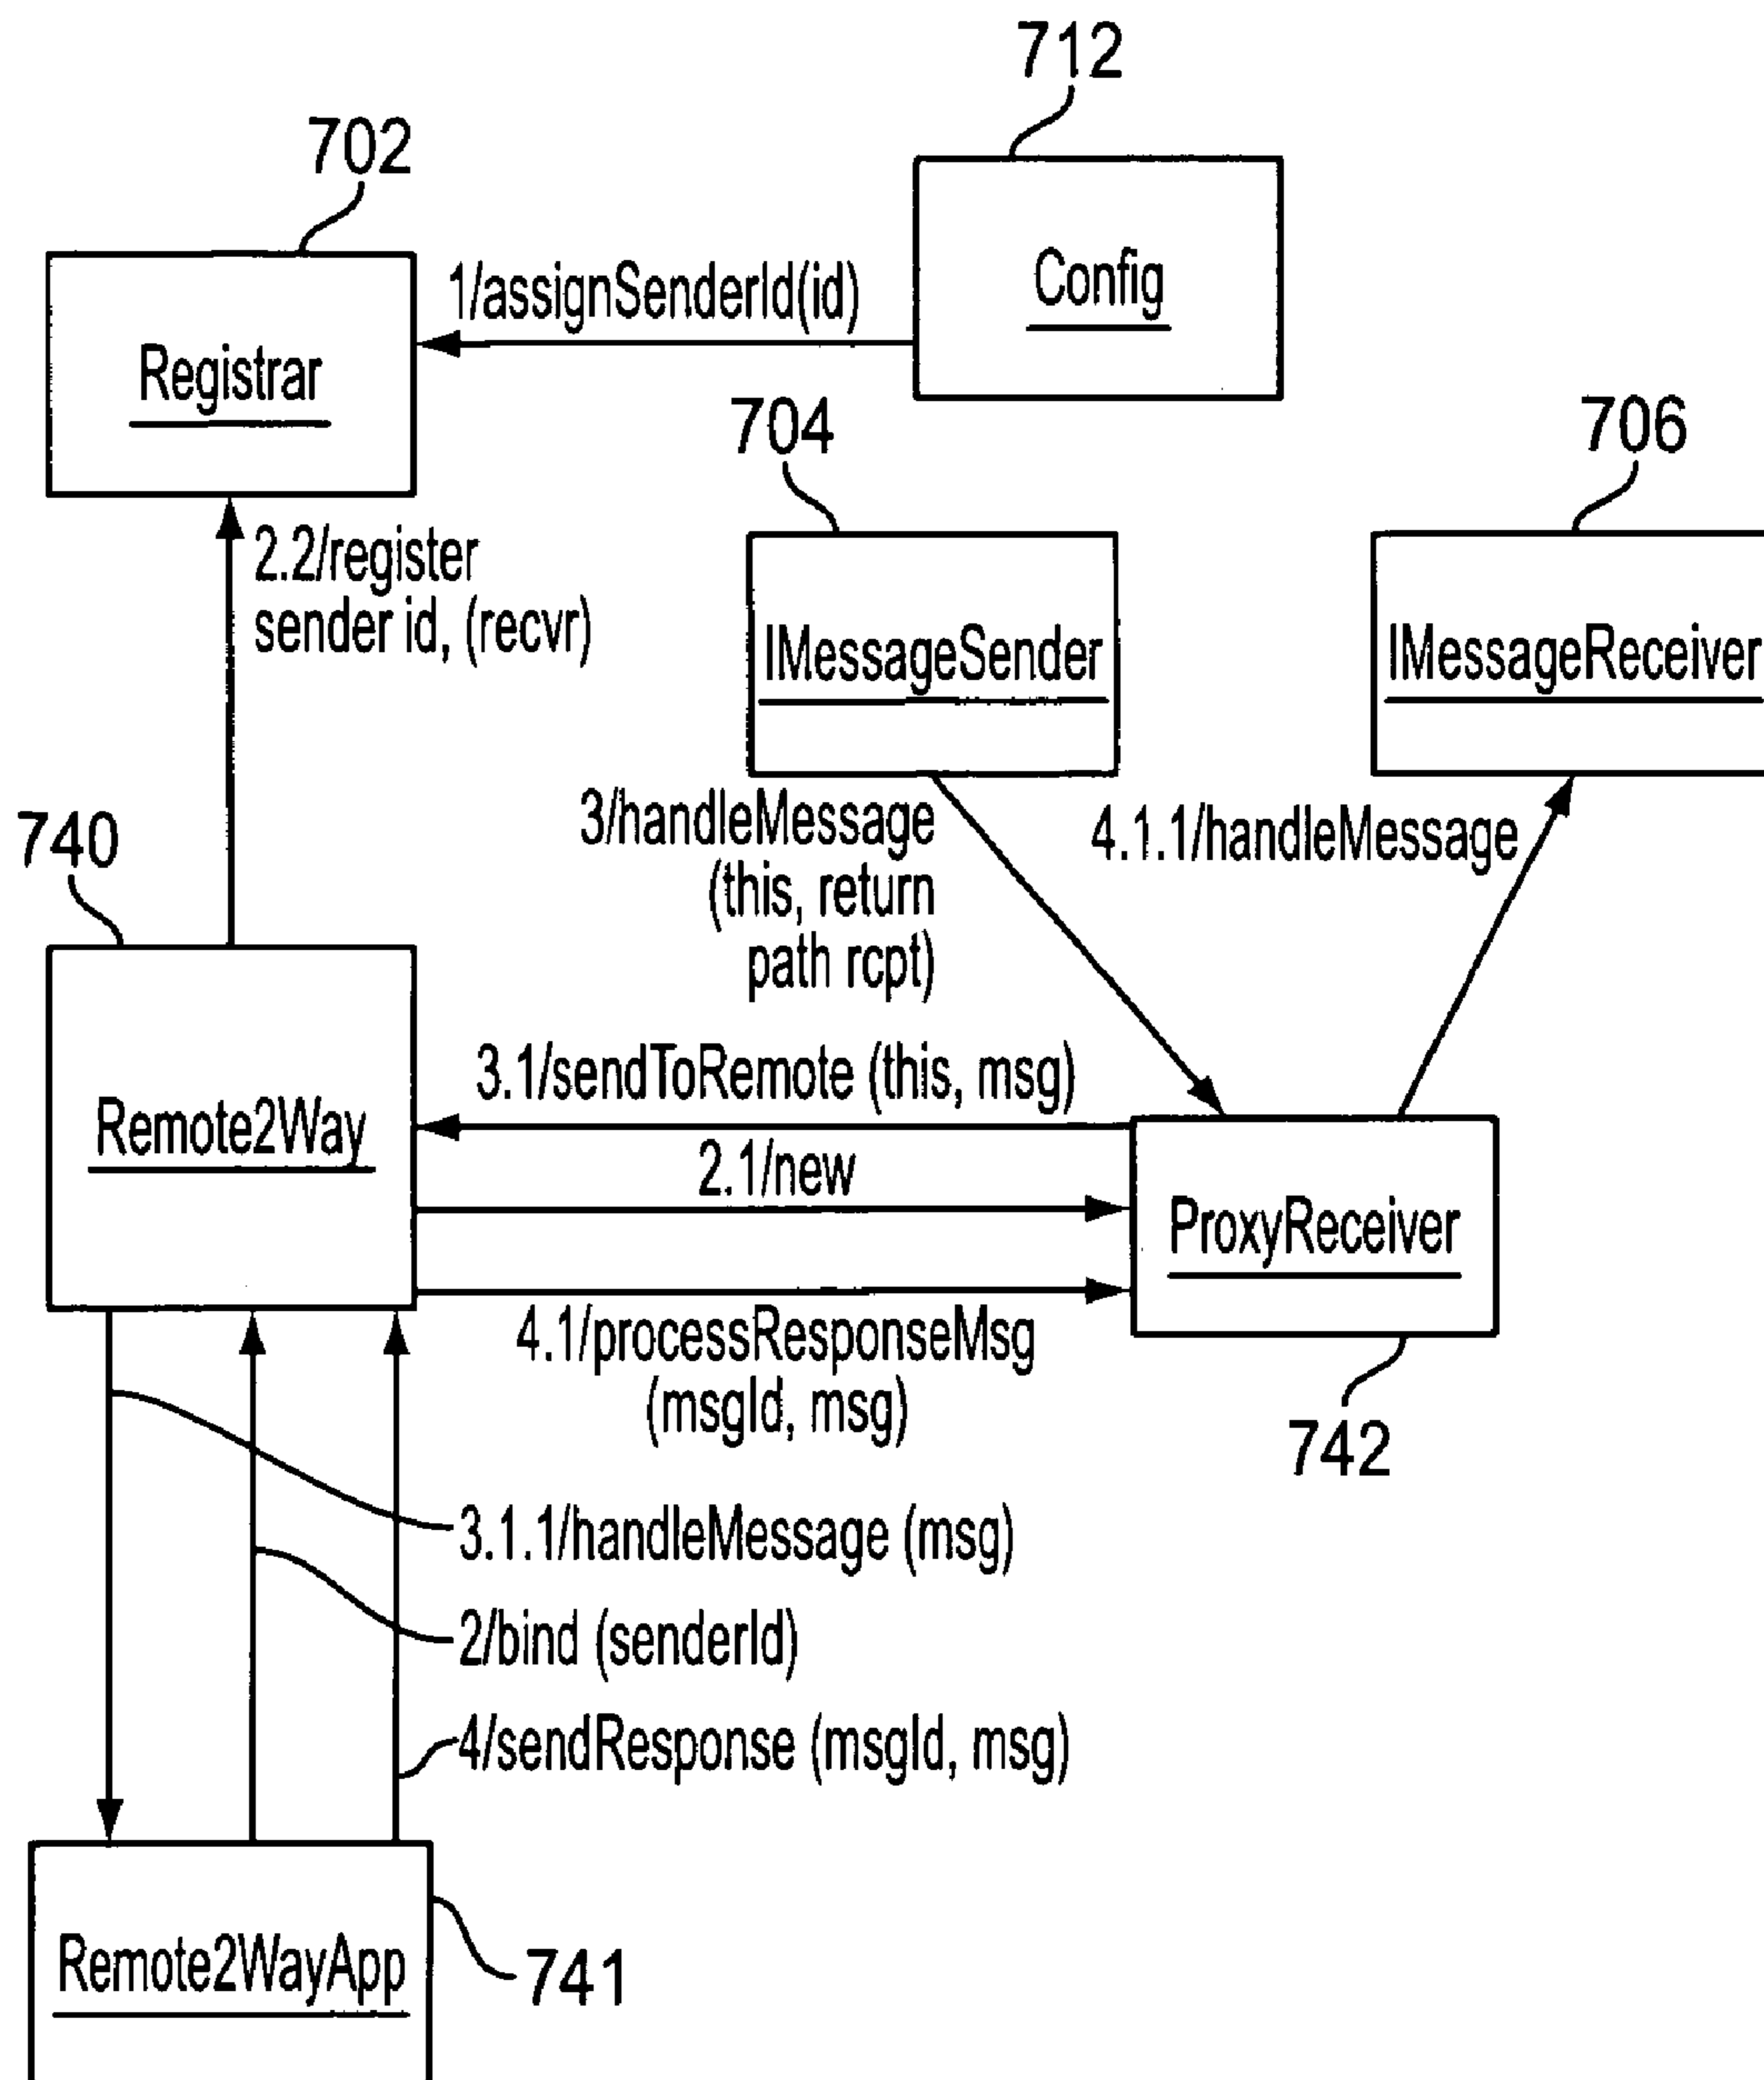 712
702
Config
1/assignSenderId(id)
Registrar
704
706
2.2/register
sender id, (recvr)
IMessageSender
IMessageReceiver
740
3/handleMessage
(this, return
path rcpt)
4.1.1/handleMessage
3.1/sendToRemote (this, msg)
Remote2Way
2.1/new
ProxyReceiver
4.1/processResponseMsg
(msgId, msg)
742
3.1.1/handleMessage (msg)
2/bind (senderId)
4/sendResponse (msgId, msg)
Remote2WayApp
741